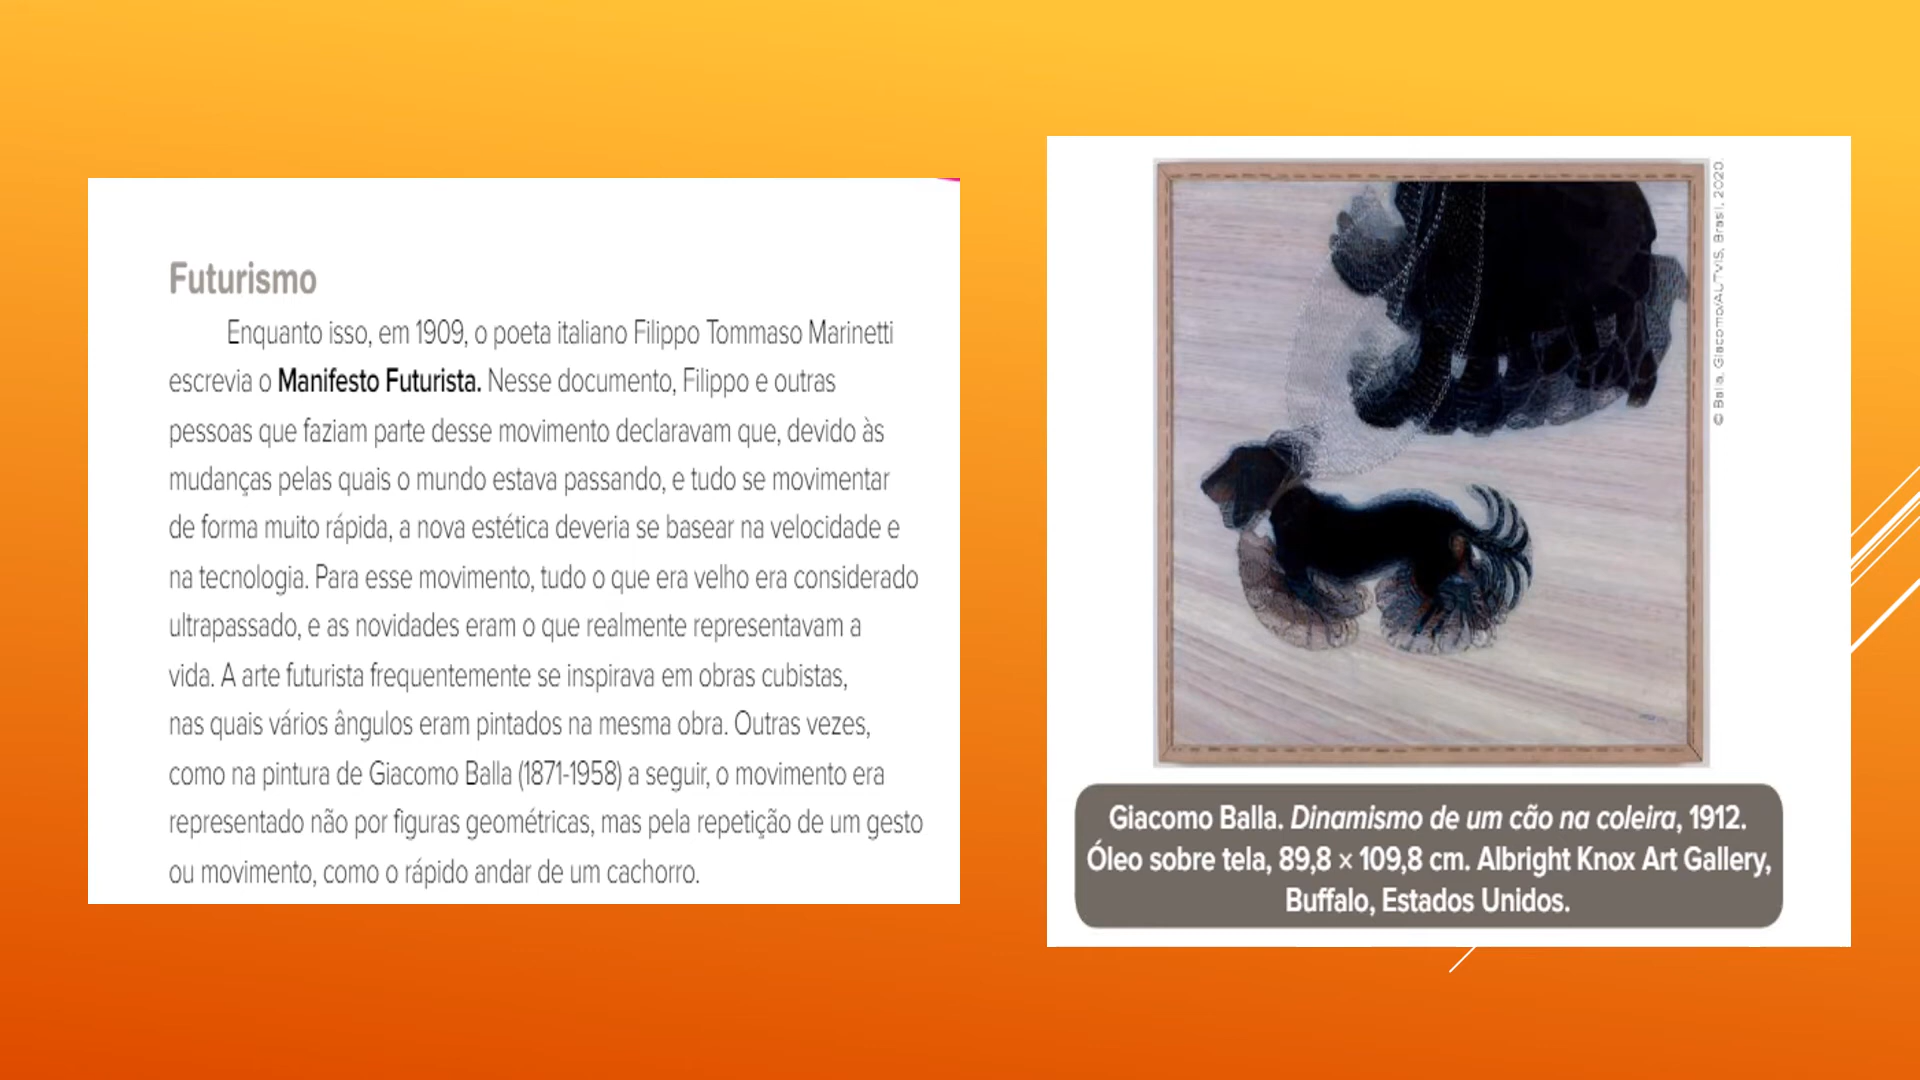 Futurismo
Enquanto isso, em 1909, o poeta italiano Filippo Tommaso Marinetti
escrevia o Manifesto Futurista. Nesse documento, Filippo e outras
pessoas que faziam parte desse movimento declaravam que, devido às
mudanças pelas quais o mundo estava passando, e tudo se movimentar
de forma muito rápida, a nova estética deveria se basear na velocidade e
na tecnologia. Para esse movimento, tudo o que era velho era considerado
ultrapassado, e as novidades eram o que realmente representavam a
vida. A arte futurista frequentemente se inspirava em obras cubistas,
nas quais vários ângulos eram pintados na mesma obra. Outras vezes,
como na pintura de Giacomo Balla (1871-1958) a seguir, o movimento era
representado não por figuras geométricas, mas pela repetição de um gesto
ou movimento, como o rápido andar de um cachorro.
© Balla, Giacomo/AUTVIS, Brasil, 2020.
Giacomo Balla. Dinamismo de um cão na coleira, 1912.
Óleo sobre tela, 89,8 × 109,8 cm. Albright Knox Art Gallery,
Buffalo, Estados Unidos.